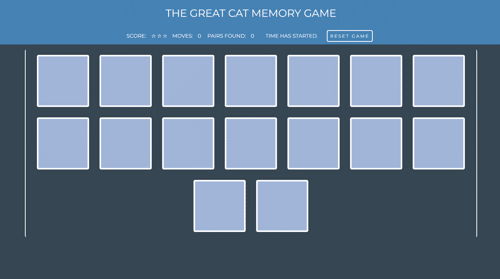 THE GREAT CAT MEMORY GAME
SCORE: ☆ ☆ ☆ MOVES: 0 PAIRS FOUND: 0 TIME HAS STARTED. RESET GAME